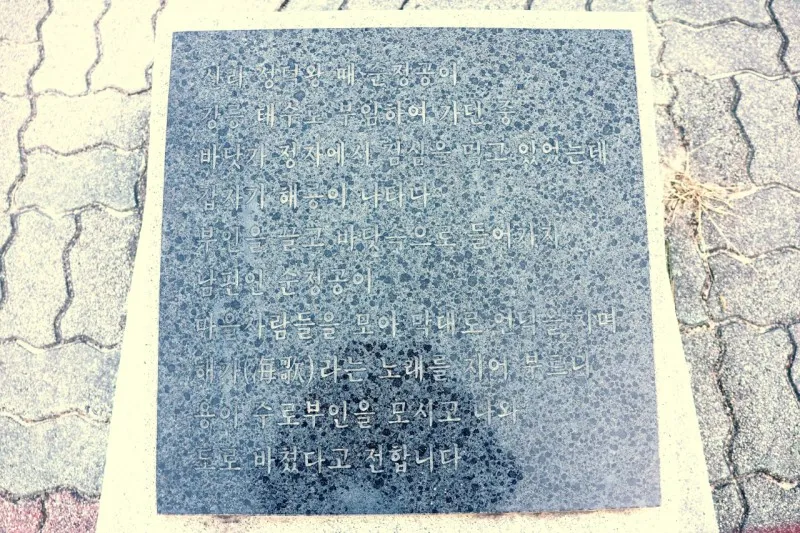 신라 성덕왕 때 순정공이
강릉 태수로 부임하여 가던 중
바닷가 정자에서 점심을 먹고 있었는데
갑자기 해룡이 나타나
부인을 끌고 바닷속으로 들어가자
남편인 순정공이
마을사람들을 모아 막대로 언덕을 치며
해가(海歌)라는 노래를 지어 부르니
용이 수로부인을 모시고 나와
도로 바쳤다고 전합니다